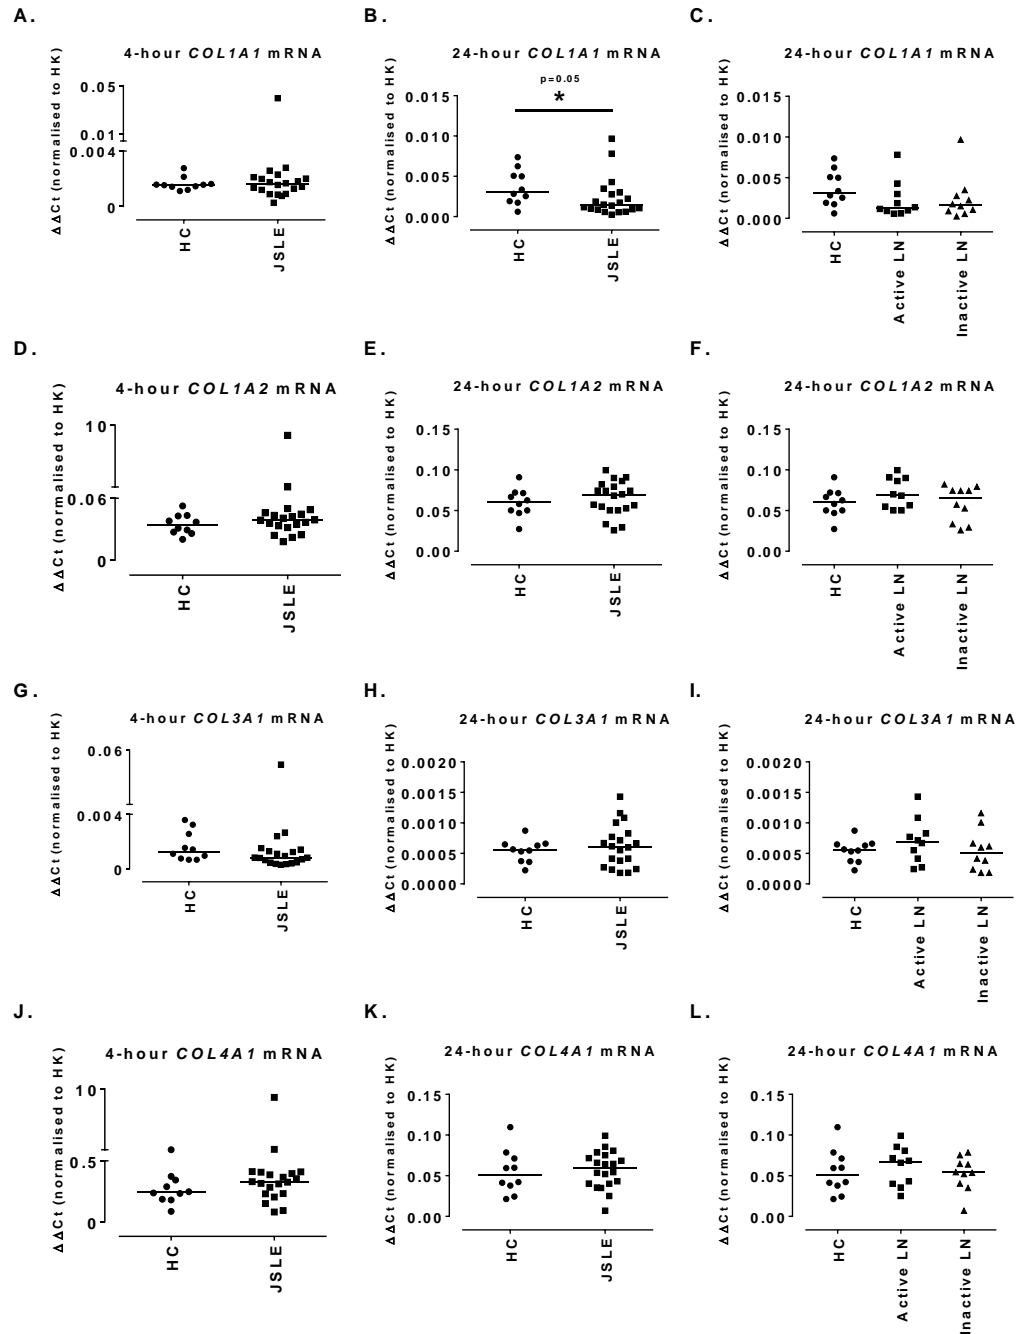 A.
4-hour COL1A1 mRNA
ΔΔCt (normalised to HK)
0.05
0.01
0.004
0
HC
JSLE
B.
24-hour COL1A1 mRNA
p=0.05
*
ΔΔCt (normalised to HK)
0.015
0.010
0.005
0.000
HC
JSLE
C.
24-hour COL1A1 mRNA
ΔΔCt (normalised to HK)
0.015
0.010
0.005
0.000
HC
Active LN
Inactive LN
D.
4-hour COL1A2 mRNA
ΔΔCt (normalised to HK)
10
0.06
0
HC
JSLE
E.
24-hour COL1A2 mRNA
ΔΔCt (normalised to HK)
0.15
0.10
0.05
0.00
HC
JSLE
F.
24-hour COL1A2 mRNA
ΔΔCt (normalised to HK)
0.15
0.10
0.05
0.00
HC
Active LN
Inactive LN
G.
4-hour COL3A1 mRNA
ΔΔCt (normalised to HK)
0.06
0.004
0
HC
JSLE
H.
24-hour COL3A1 mRNA
ΔΔCt (normalised to HK)
0.0020
0.0015
0.0010
0.0005
0.0000
HC
JSLE
I.
24-hour COL3A1 mRNA
ΔΔCt (normalised to HK)
0.0020
0.0015
0.0010
0.0005
0.0000
HC
Active LN
Inactive LN
J.
4-hour COL4A1 mRNA
ΔΔCt (normalised to HK)
10
0.5
0
HC
JSLE
K.
24-hour COL4A1 mRNA
ΔΔCt (normalised to HK)
0.15
0.10
0.05
0.00
HC
JSLE
L.
24-hour COL4A1 mRNA
ΔΔCt (normalised to HK)
0.15
0.10
0.05
0.00
HC
Active LN
Inactive LN